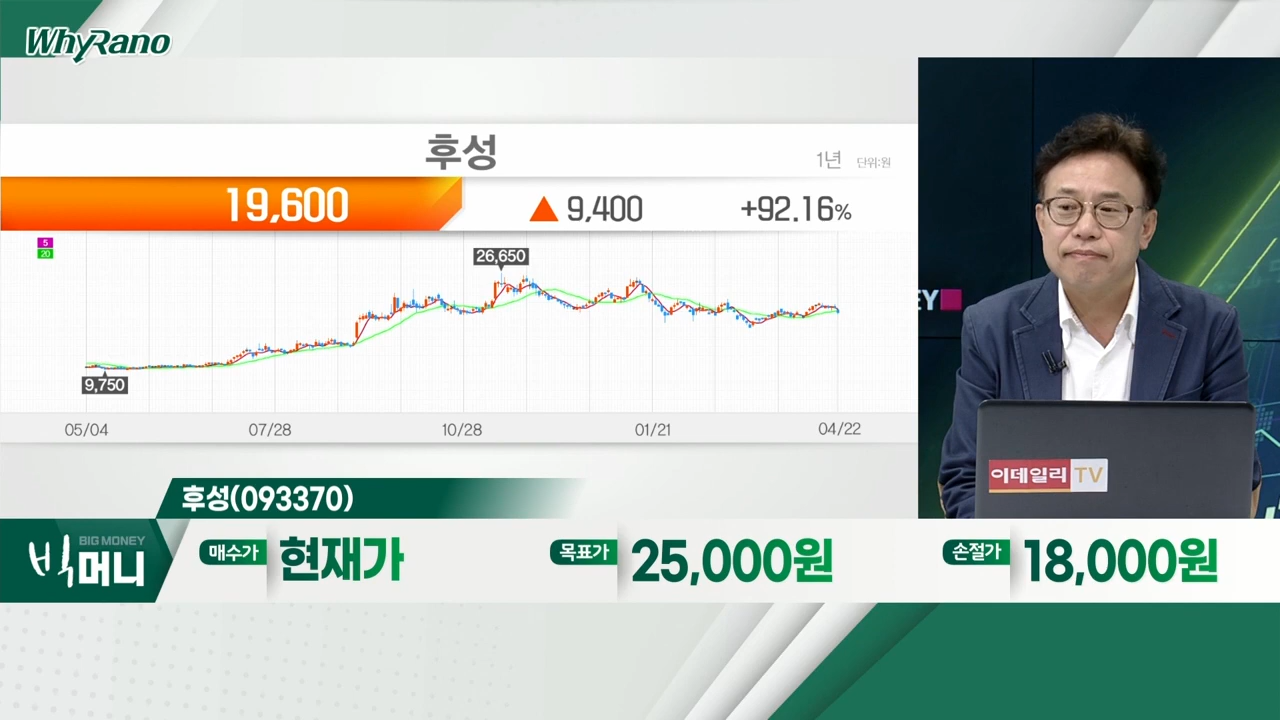 WhyRano
후성
1년 단위:원
19,600 ▲ 9,400 +92.16%
5
20
26,650
9,750
05/04 07/28 10/28 01/21 04/22
EY
이데일리 TV
후성(093370)
BIG MONEY
빅머니
매수가 현재가 목표가 25,000원 손절가 18,000원